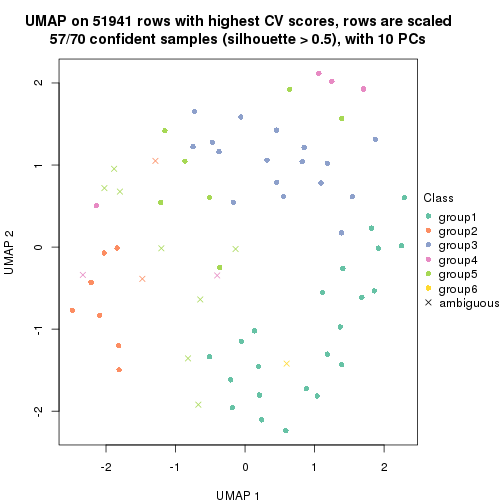 UMAP on 51941 rows with highest CV scores, rows are scaled
57/70 confident samples (silhouette > 0.5), with 10 PCs
2
1
0
-1
-2
UMAP 2
-2
-1
0
1
2
UMAP 1
Class
group1
group2
group3
group4
group5
group6
ambiguous